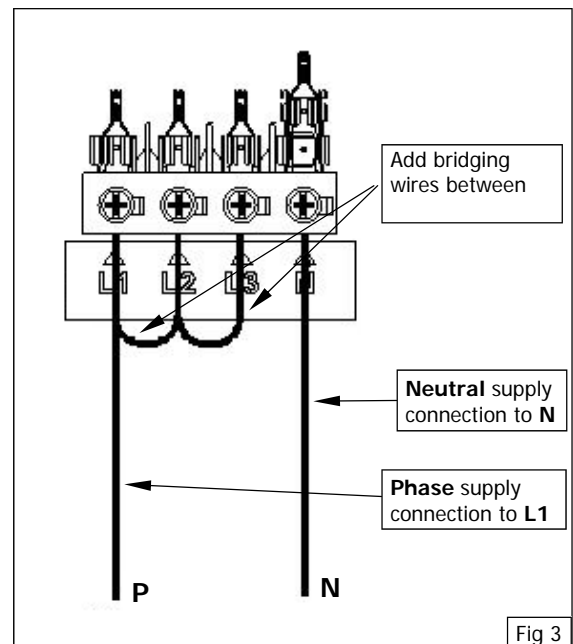 Add bridging
wires between
L1 L2 L3 N
Neutral supply
connection to N
Phase supply
connection to L1
P N
Fig 3